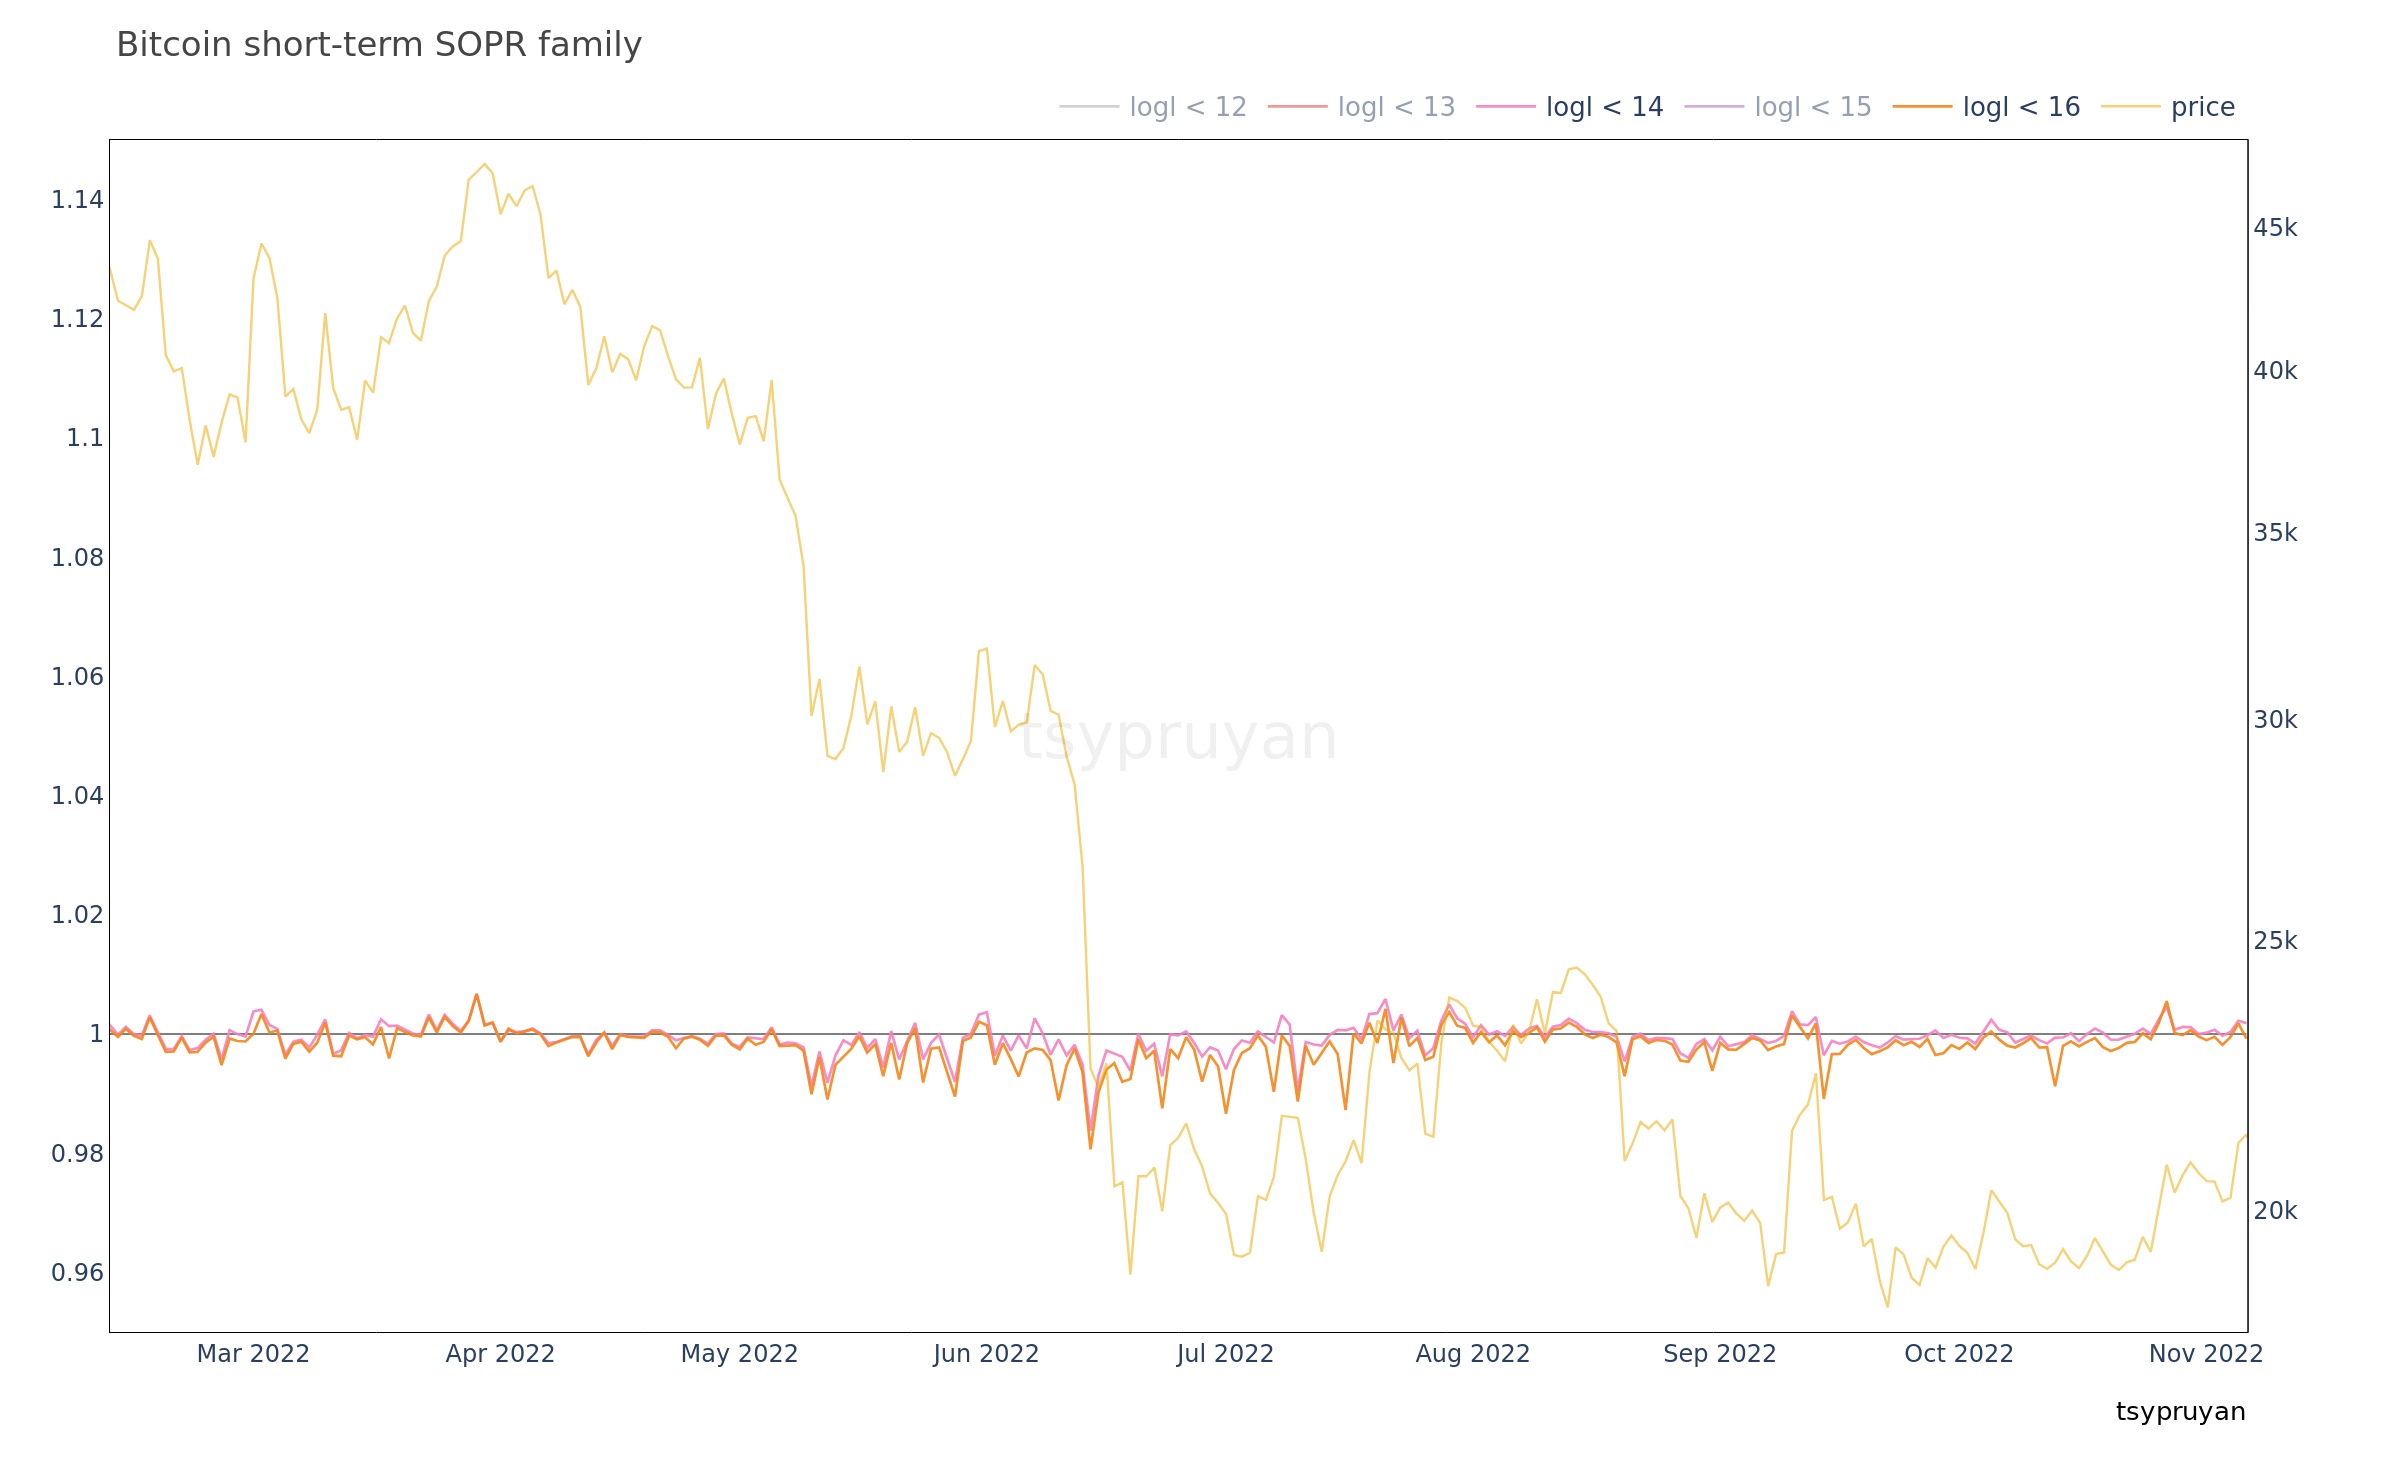 Bitcoin short-term SOPR family
logl < 12 logl < 13 logl < 14 logl < 15 logl < 16 price
1.14
1.12
1.1
1.08
1.06
1.04
1.02
1
0.98
0.96
45k
40k
35k
30k
25k
20k
tsypruyan
Mar 2022 Apr 2022 May 2022 Jun 2022 Jul 2022 Aug 2022 Sep 2022 Oct 2022 Nov 2022
tsypruyan